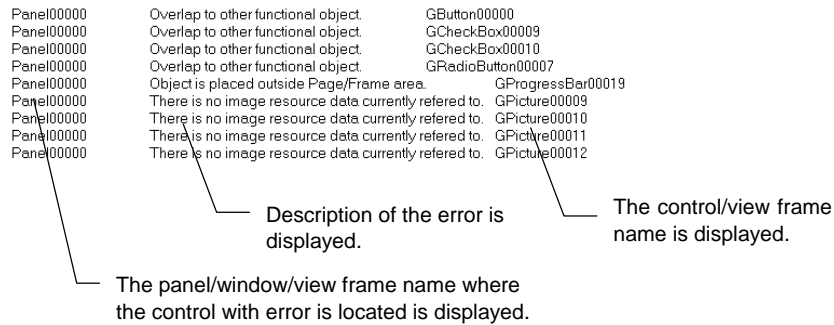 Panel00000 Overlap to other functional object. GButton00000
Panel00000 Overlap to other functional object. GCheckBox00009
Panel00000 Overlap to other functional object. GCheckBox00010
Panel00000 Overlap to other functional object. GRadioButton00007
Panel00000 Object is placed outside Page/Frame area. GProgressBar00019
Panel00000 There is no image resource data currently refered to. GPicture00009
Panel00000 There is no image resource data currently refered to. GPicture00010
Panel00000 There is no image resource data currently refered to. GPicture00011
Panel00000 There is no image resource data currently refered to. GPicture00012
Description of the error is
displayed.
The control/view frame
name is displayed.
The panel/window/view frame name where
the control with error is located is displayed.